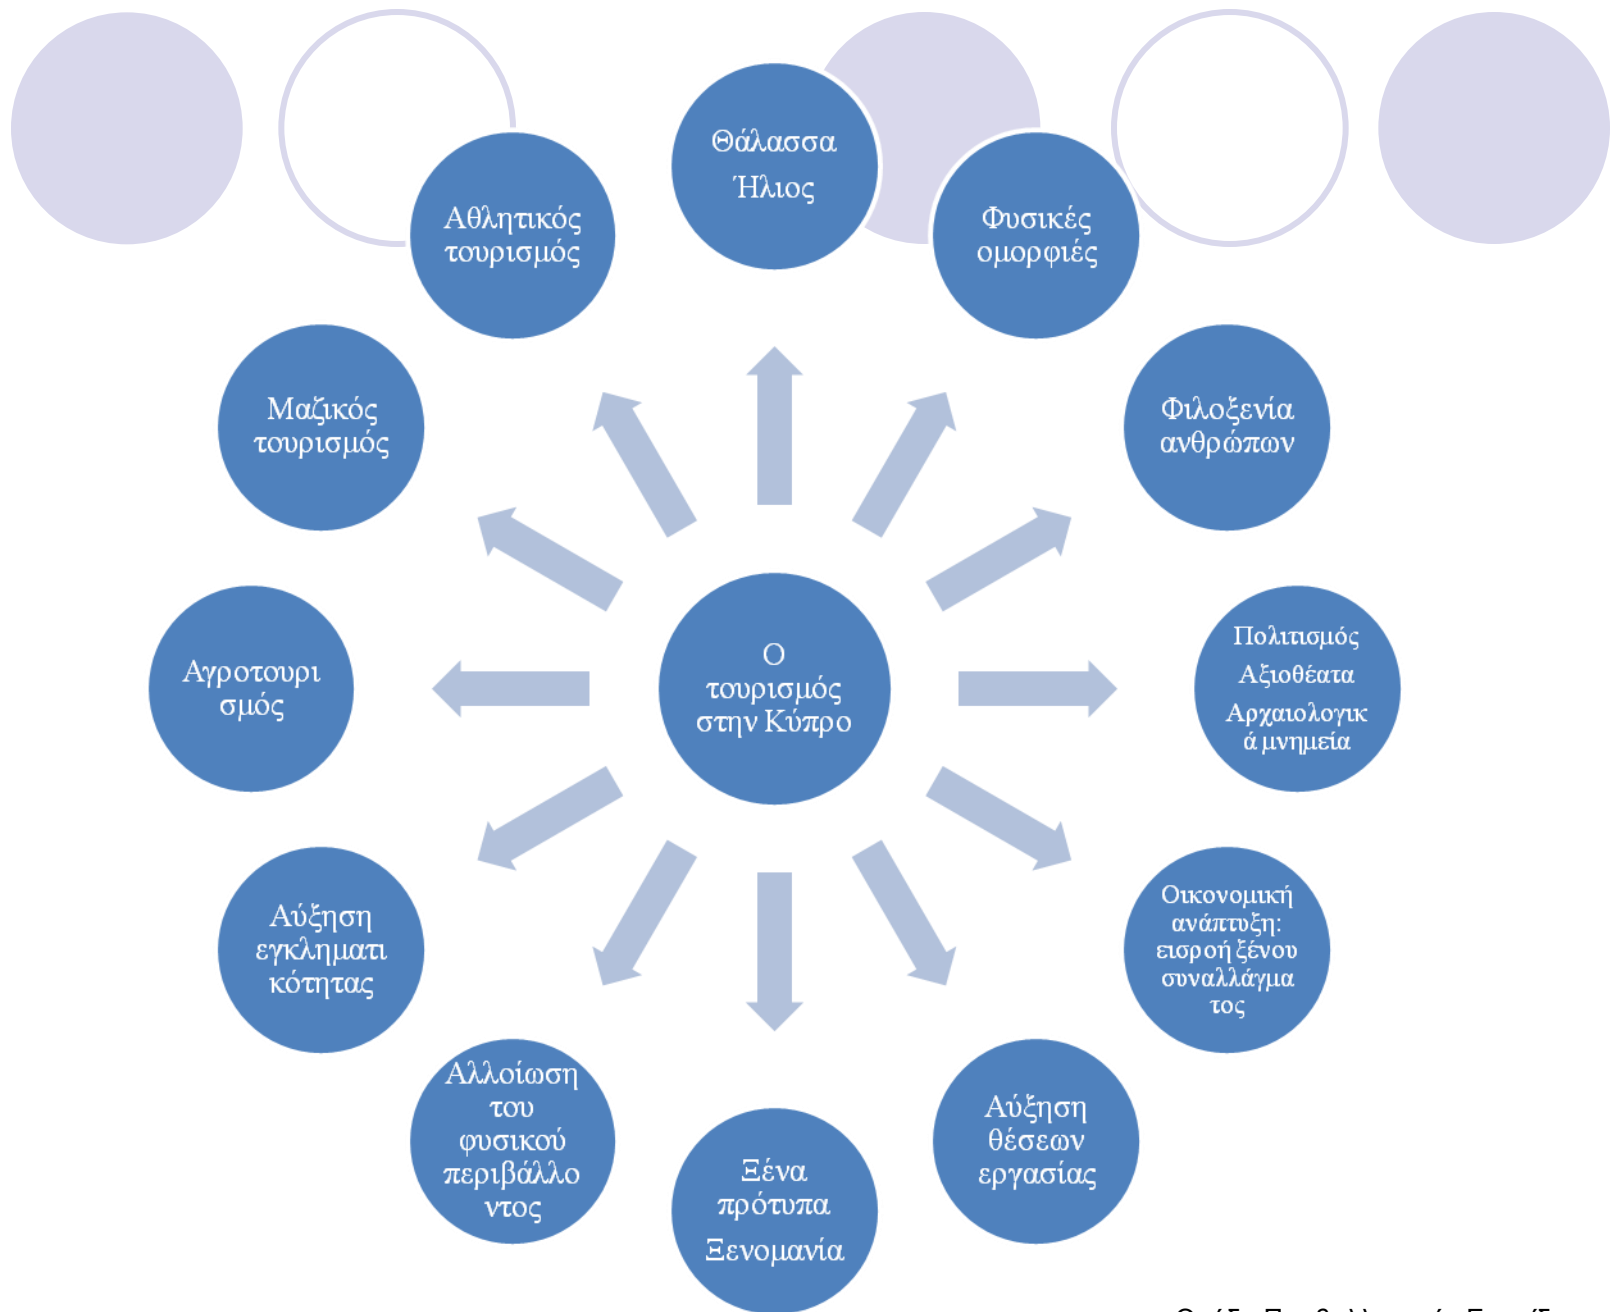 Θάλασσα
Ήλιος
Φυσικές
ομορφιές
Φιλοξενία
ανθρώπων
Πολιτισμός
Αξιοθέατα
Αρχαιολογικ
ά μνημεία
Οικονομική
ανάπτυξη:
εισροή ξένου
συναλλάγμα
τος
Αύξηση
θέσεων
εργασίας
Ξένα
πρότυπα
Ξενομανία
Αλλοίωση
του
φυσικού
περιβάλλο
ντος
Αύξηση
εγκληματι
κότητας
Αγροτουρι
σμός
Μαζικός
τουρισμός
Αθλητικός
τουρισμός
Ο
τουρισμός
στην Κύπρο